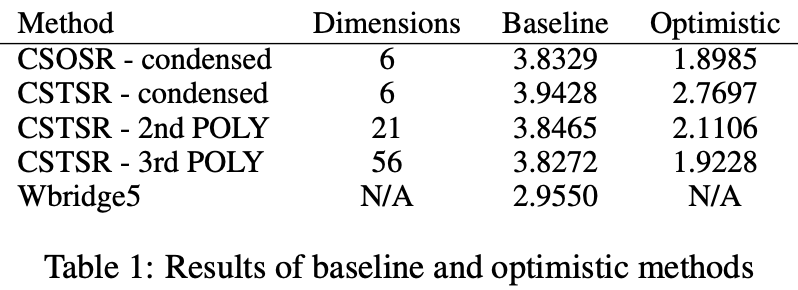 Method Dimensions Baseline Optimistic
CSOSR - condensed 6 3.8329 1.8985
CSTSR - condensed 6 3.9428 2.7697
CSTSR - 2nd POLY 21 3.8465 2.1106
CSTSR - 3rd POLY 56 3.8272 1.9228
Wbridge5 N/A 2.9550 N/A
Table 1: Results of baseline and optimistic methods